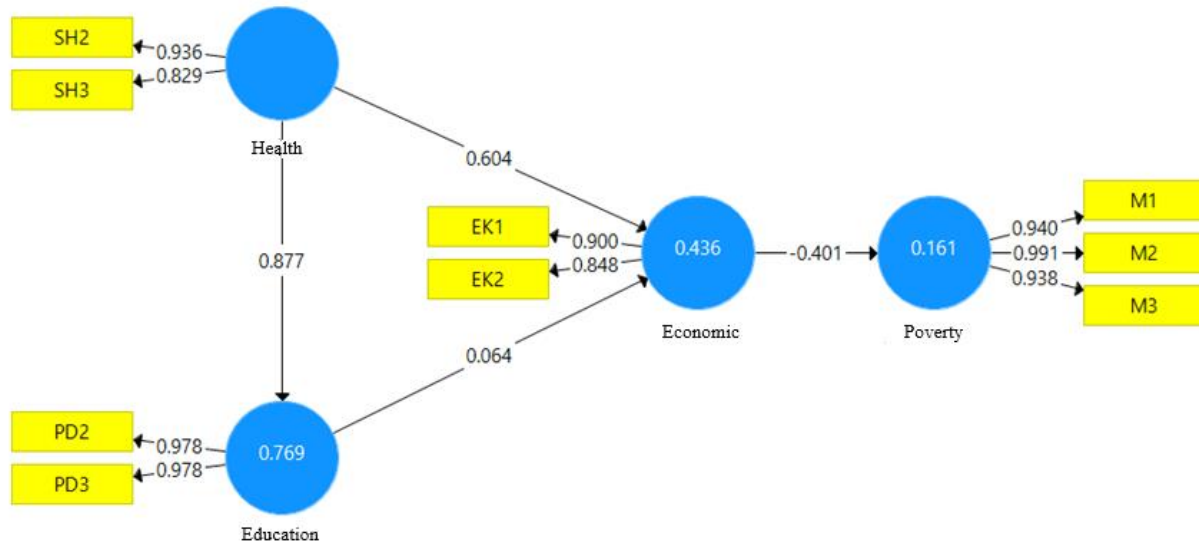 SH2
0.936
SH3
0.829
Health
0.604
0.877
EK1
0.900
EK2
0.848
0.436
Economic
-0.401
0.161
Poverty
0.940
M1
0.991
M2
0.938
M3
0.064
PD2
0.978
PD3
0.978
0.769
Education